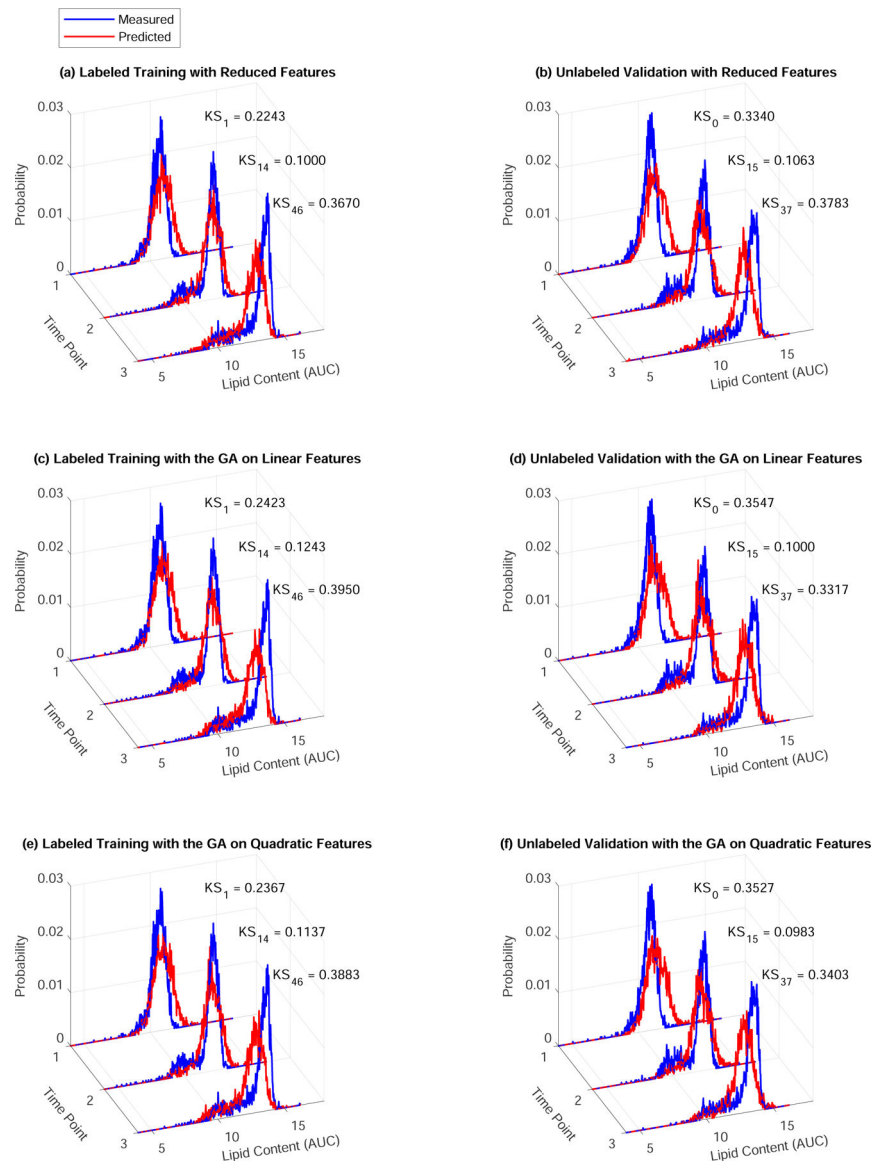 Measured
Predicted
(a) Labeled Training with Reduced Features
0.03
0.02
0.01
0
Probability
1
2
3
Time Point
5
10
15
Lipid Content (AUC)
KS1 = 0.2243
KS14 = 0.1000
KS46 = 0.3670
(b) Unlabeled Validation with Reduced Features
0.03
0.02
0.01
0
Probability
1
2
3
Time Point
5
10
15
Lipid Content (AUC)
KS0 = 0.3340
KS15 = 0.1063
KS37 = 0.3783
(c) Labeled Training with the GA on Linear Features
0.03
0.02
0.01
0
Probability
1
2
3
Time Point
5
10
15
Lipid Content (AUC)
KS1 = 0.2423
KS14 = 0.1243
KS46 = 0.3950
(d) Unlabeled Validation with the GA on Linear Features
0.03
0.02
0.01
0
Probability
1
2
3
Time Point
5
10
15
Lipid Content (AUC)
KS0 = 0.3547
KS15 = 0.1000
KS37 = 0.3317
(e) Labeled Training with the GA on Quadratic Features
0.03
0.02
0.01
0
Probability
1
2
3
Time Point
5
10
15
Lipid Content (AUC)
KS1 = 0.2367
KS14 = 0.1137
KS46 = 0.3883
(f) Unlabeled Validation with the GA on Quadratic Features
0.03
0.02
0.01
0
Probability
1
2
3
Time Point
5
10
15
Lipid Content (AUC)
KS0 = 0.3527
KS15 = 0.0983
KS37 = 0.3403